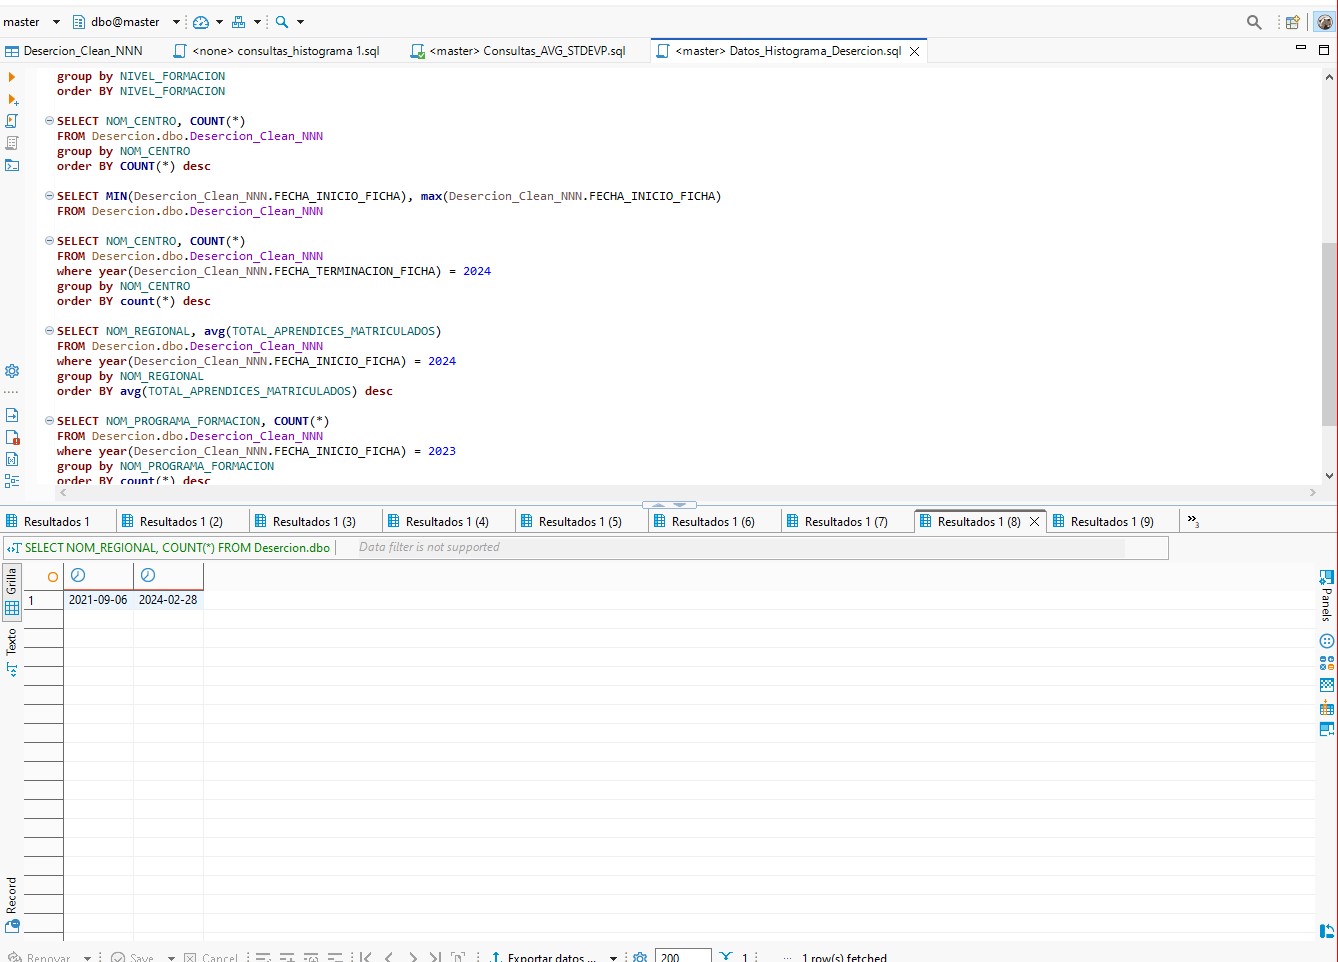 master dbo@master
Desercion_Clean_NNN <none> consultas_histograma 1.sql <master> Consultas_AVG_STDEVP.sql <master> Datos_Histograma_Desercion.sql
group by NIVEL_FORMACION
order BY NIVEL_FORMACION
SELECT NOM_CENTRO, COUNT(*)
FROM Desercion.dbo.Desercion_Clean_NNN
group by NOM_CENTRO
order BY COUNT(*) desc
SELECT MIN(Desercion_Clean_NNN.FECHA_INICIO_FICHA), max(Desercion_Clean_NNN.FECHA_INICIO_FICHA)
FROM Desercion.dbo.Desercion_Clean_NNN
SELECT NOM_CENTRO, COUNT(*)
FROM Desercion.dbo.Desercion_Clean_NNN
where year(Desercion_Clean_NNN.FECHA_TERMINACION_FICHA) = 2024
group by NOM_CENTRO
order BY count(*) desc
SELECT NOM_REGIONAL, avg(TOTAL_APRENDICES_MATRICULADOS)
FROM Desercion.dbo.Desercion_Clean_NNN
where year(Desercion_Clean_NNN.FECHA_INICIO_FICHA) = 2024
group by NOM_REGIONAL
order BY avg(TOTAL_APRENDICES_MATRICULADOS) desc
SELECT NOM_PROGRAMA_FORMACION, COUNT(*)
FROM Desercion.dbo.Desercion_Clean_NNN
where year(Desercion_Clean_NNN.FECHA_INICIO_FICHA) = 2023
group by NOM_PROGRAMA_FORMACION
order BY count(*) desc
Resultados 1 Resultados 1 (2) Resultados 1 (3) Resultados 1 (4) Resultados 1 (5) Resultados 1 (6) Resultados 1 (7) Resultados 1 (8) Resultados 1 (9) »3
SELECT NOM_REGIONAL, COUNT(*) FROM Desercion.dbo Data filter is not supported
Grilla
1 2021-09-06 2024-02-28
Texto
Panels
Record
Renovar Save Cancel Exportar datos ... 200 1 ... 1 row(s) fetched